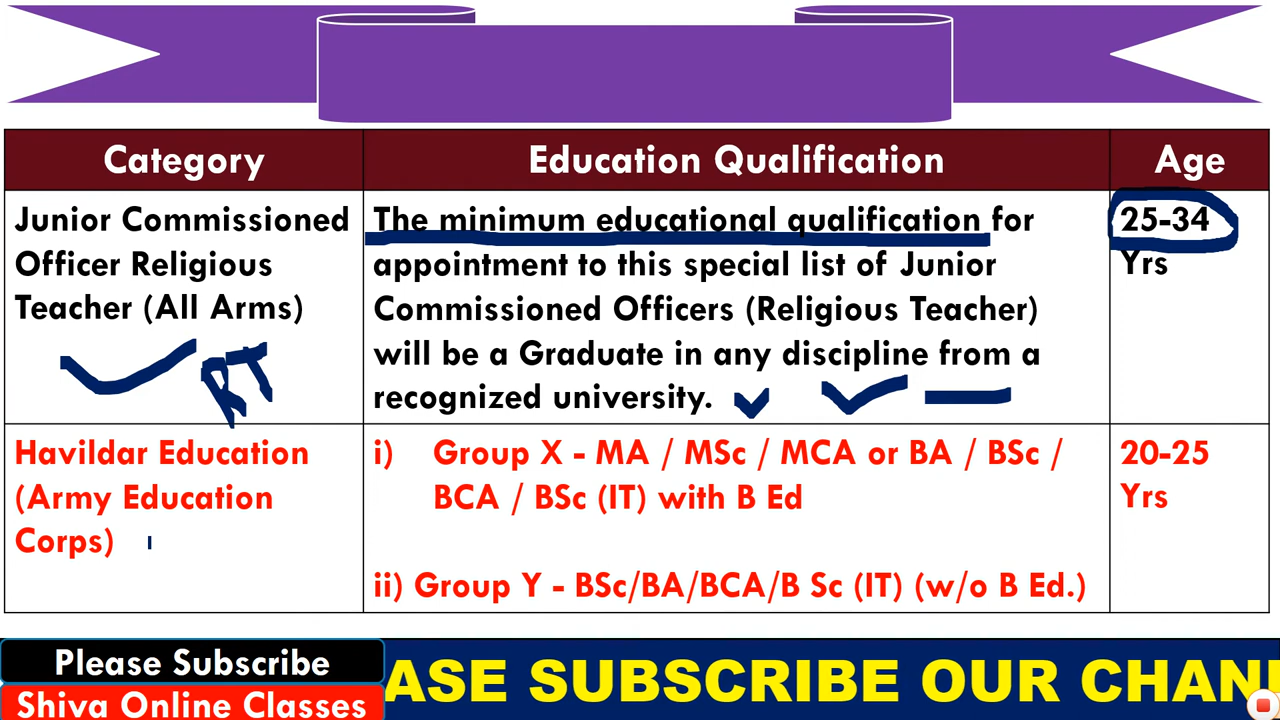 Category
Education Qualification
Age
Junior Commissioned
Officer Religious
Teacher (All Arms)
RT
The minimum educational qualification for
appointment to this special list of Junior
Commissioned Officers (Religious Teacher)
will be a Graduate in any discipline from a
recognized university.
25-34
Yrs
Havildar Education
(Army Education
Corps)
i) Group X - MA / MSc / MCA or BA / BSc /
BCA / BSc (IT) with B Ed
ii) Group Y - BSc/BA/BCA/B Sc (IT) (w/o B Ed.)
20-25
Yrs
Please Subscribe
Shiva Online Classes
ASE SUBSCRIBE OUR CHAN